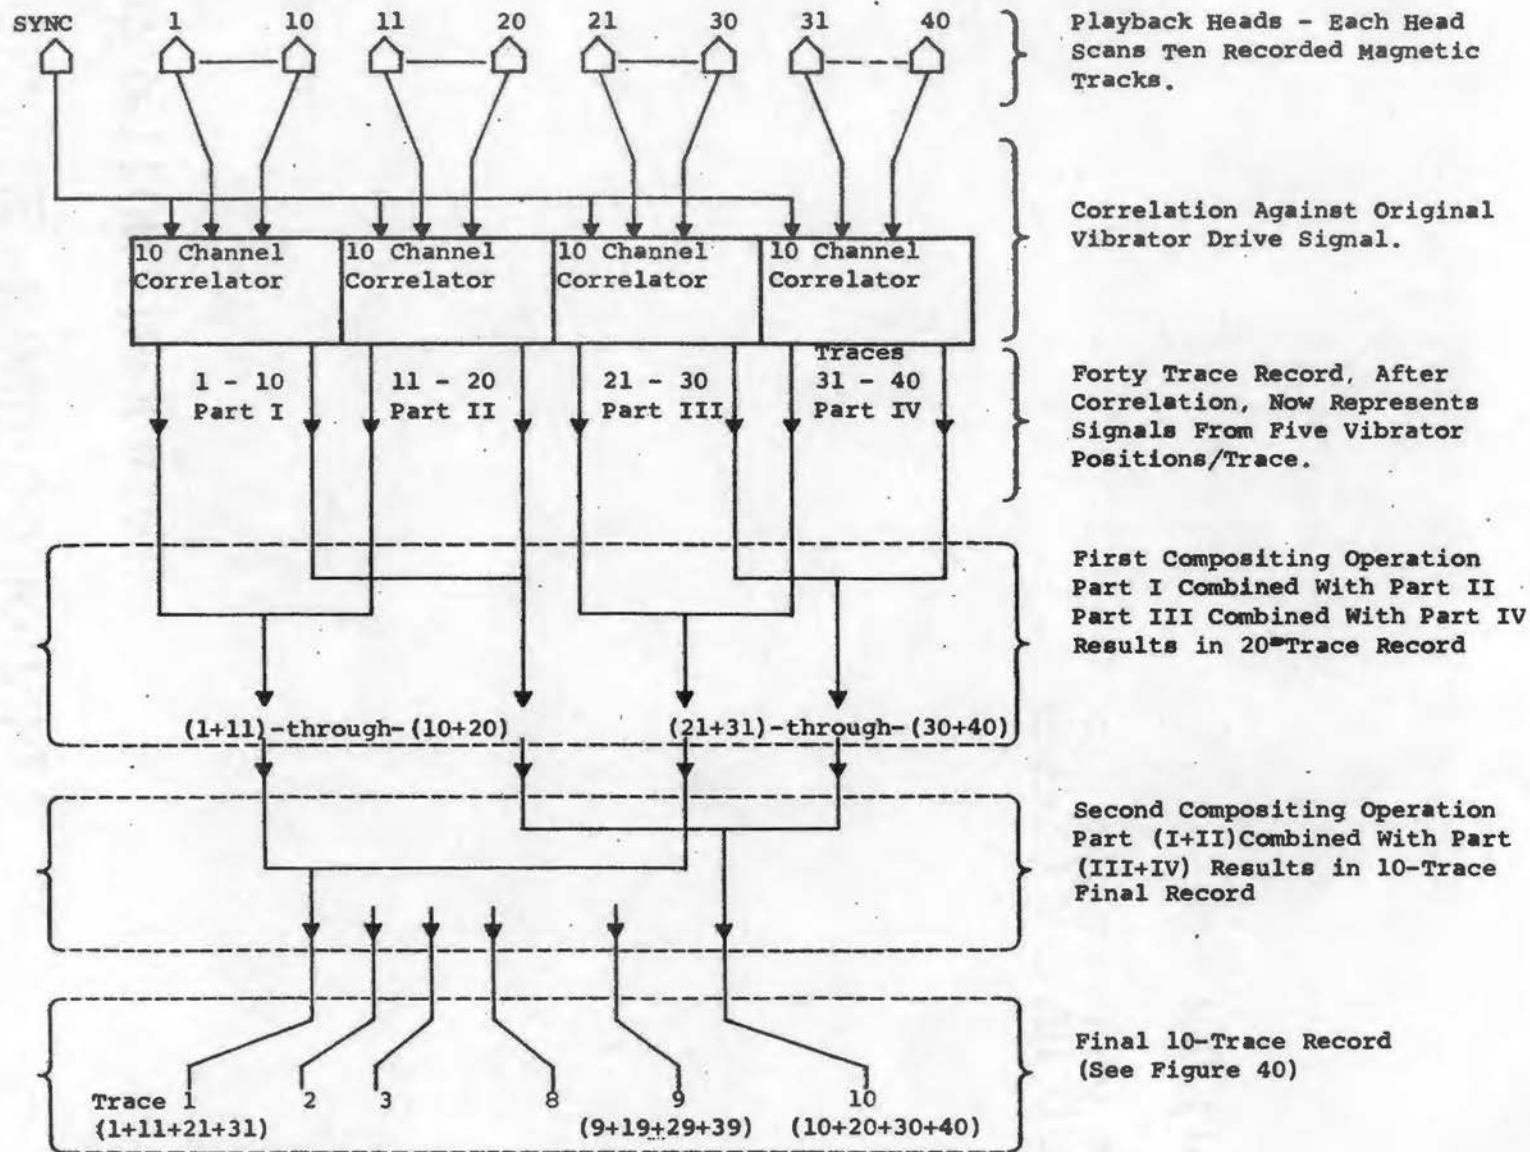 SYNC 1 10 11 20 21 30 31 40
Playback Heads - Each Head
Scans Ten Recorded Magnetic
Tracks.
Correlation Against Original
Vibrator Drive Signal.
10 Channel
Correlator
10 Channel
Correlator
10 Channel
Correlator
10 Channel
Correlator
Traces
1 - 10
Part I
11 - 20
Part II
21 - 30
Part III
31 - 40
Part IV
Forty Trace Record, After
Correlation, Now Represents
Signals From Five Vibrator
Positions/Trace.
First Compositing Operation
Part I Combined With Part II
Part III Combined With Part IV
Results in 20-Trace Record
(1+11)-through-(10+20) (21+31)-through-(30+40)
Second Compositing Operation
Part (I+II)Combined With Part
(III+IV) Results in 10-Trace
Final Record
Final 10-Trace Record
(See Figure 40)
Trace 1 2 3 8 9 10
(1+11+21+31) (9+19+29+39) (10+20+30+40)